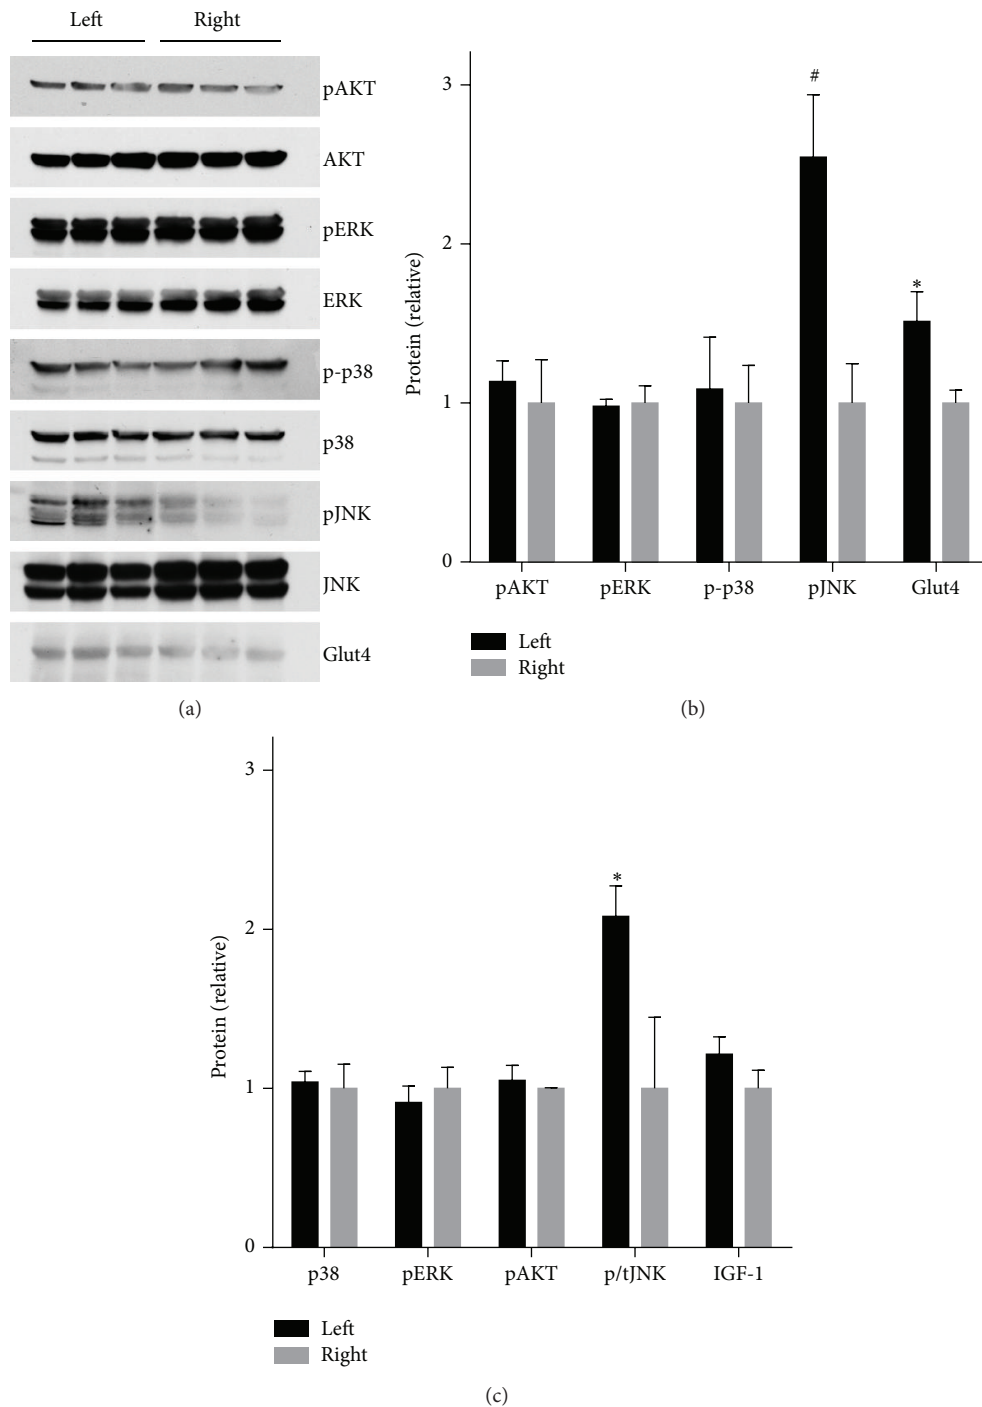 Left Right
pAKT
AKT
pERK
ERK
p-p38
p38
pJNK
JNK
Glut4
(a)
Protein (relative)
3
2
1
0
#
*
pAKT pERK p-p38 pJNK Glut4
Left
Right
(b)
Protein (relative)
3
2
1
0
*
p38 pERK pAKT p/tJNK IGF-1
Left
Right
(c)